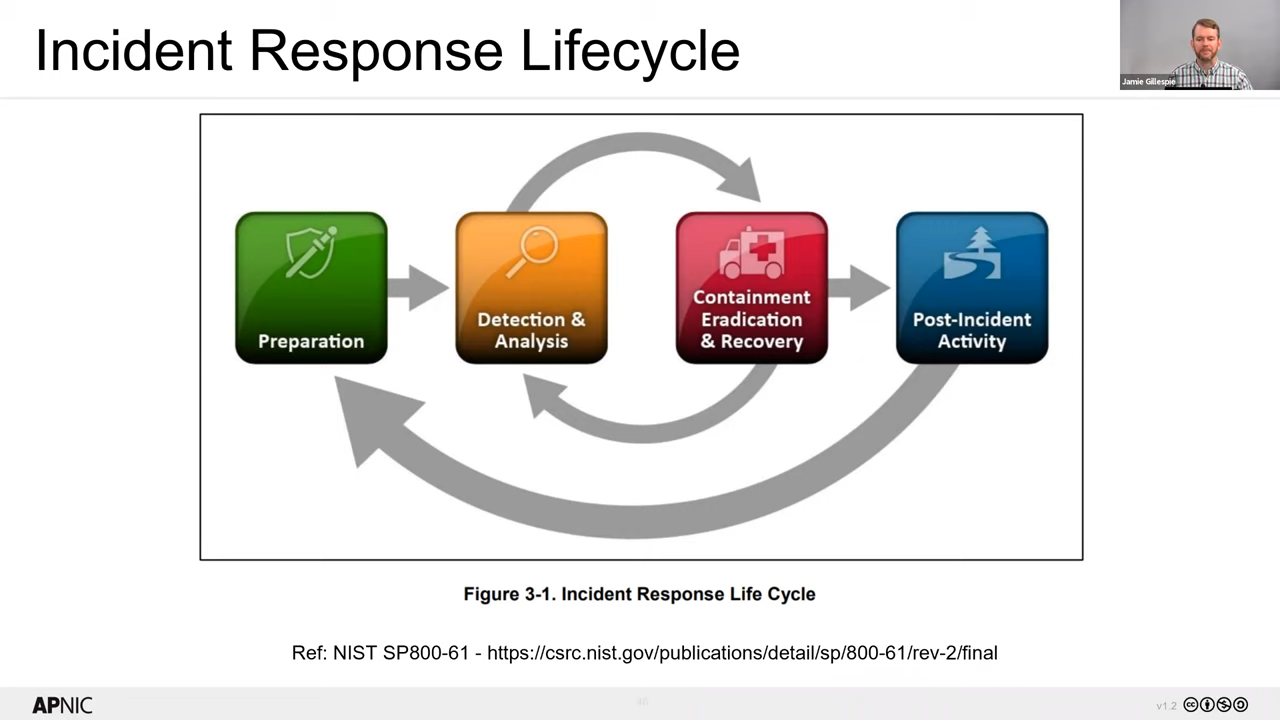 Incident Response Lifecycle
Jamie Gillespie
Preparation
Detection &
Analysis
Containment
Eradication
& Recovery
Post-Incident
Activity
Figure 3-1. Incident Response Life Cycle
Ref: NIST SP800-61 - https://csrc.nist.gov/publications/detail/sp/800-61/rev-2/final
APNIC
46
v1.2
cc